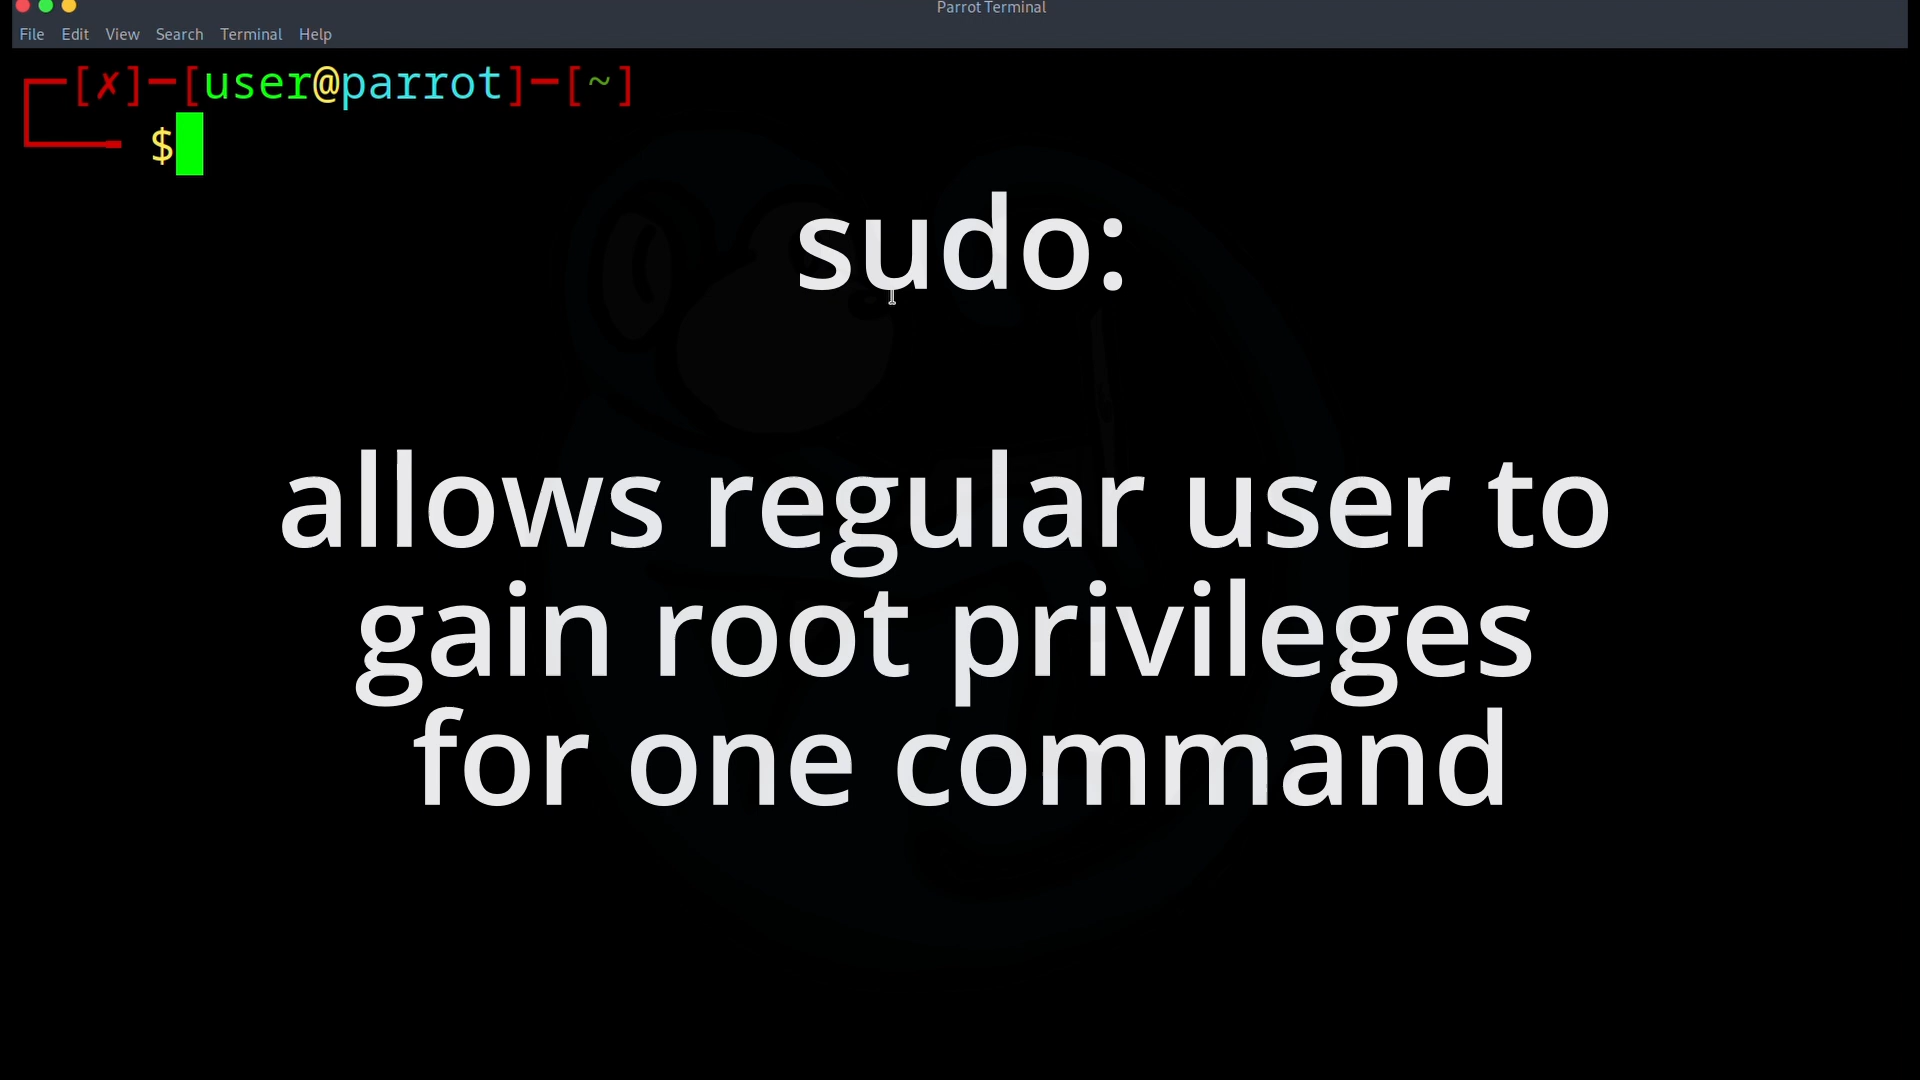 Parrot Terminal
File Edit View Search Terminal Help
[✗]─[user@parrot]─[~]
$
sudo:
allows regular user to
gain root privileges
for one command